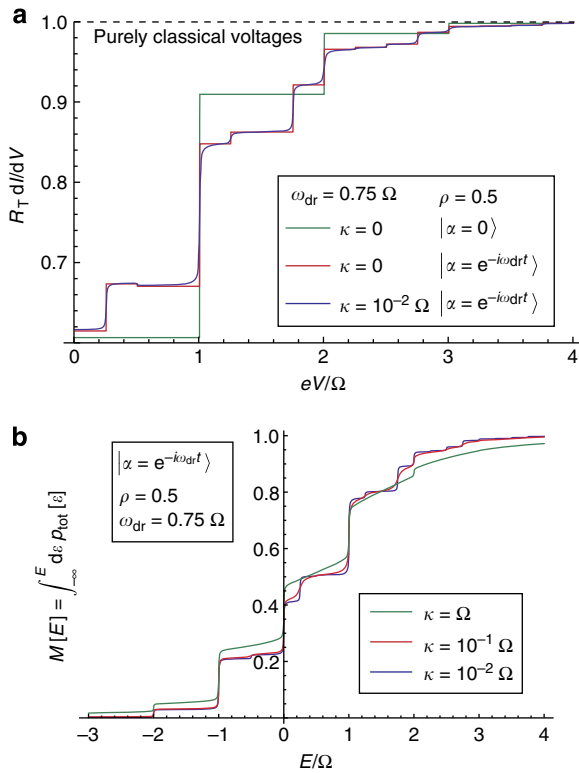 a
Purely classical voltages
1.0
0.9
0.8
0.7
R_T dI/dV
ω_dr = 0.75 Ω ρ = 0.5
κ = 0 |α = 0⟩
κ = 0 |α = e^{-iω_dr t}⟩
κ = 10^{-2} Ω |α = e^{-iω_dr t}⟩
0 1 2 3 4
eV/Ω
b
|α = e^{-iω_dr t}⟩
ρ = 0.5
ω_dr = 0.75 Ω
1.0
0.8
0.6
0.4
0.2
M [E] = ∫_{-∞}^{E} dε p_tot [ε]
κ = Ω
κ = 10^{-1} Ω
κ = 10^{-2} Ω
−3 −2 −1 0 1 2 3 4
E/Ω